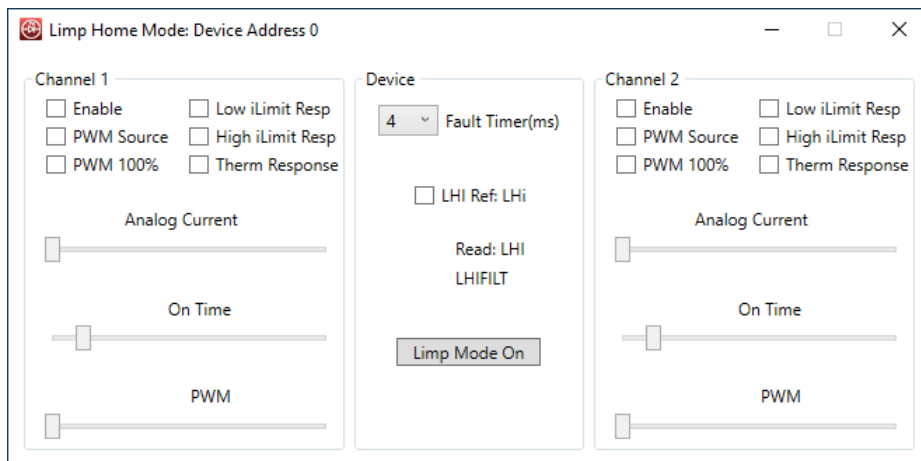 Limp Home Mode: Device Address 0
Channel 1
Enable
Low iLimit Resp
PWM Source
High iLimit Resp
PWM 100%
Therm Response
Analog Current
On Time
PWM
Device
4
Fault Timer(ms)
LHI Ref: LHi
Read: LHI
LHIFILT
Limp Mode On
Channel 2
Enable
Low iLimit Resp
PWM Source
High iLimit Resp
PWM 100%
Therm Response
Analog Current
On Time
PWM